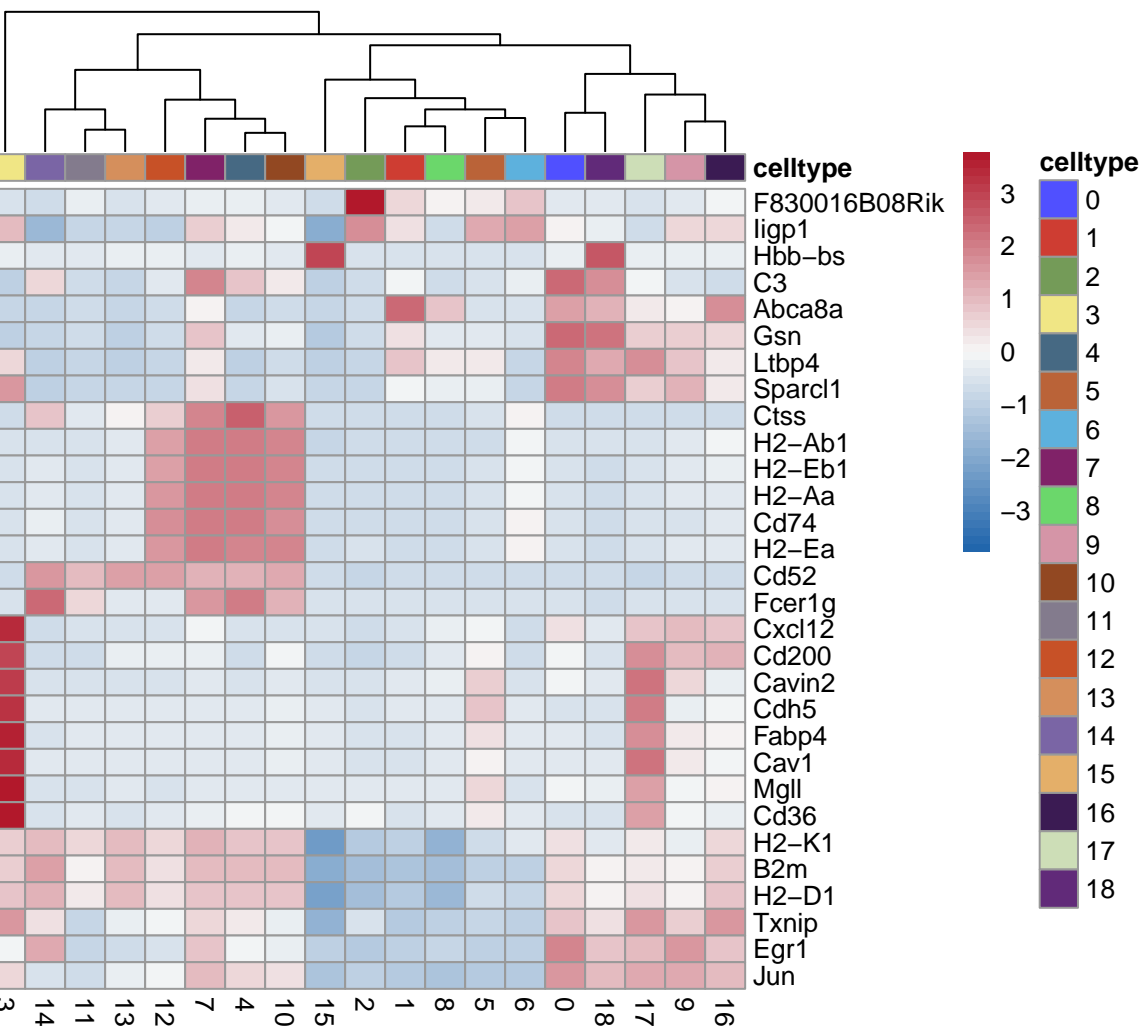 celltype
F830016B08Rik
Iigp1
Hbb−bs
C3
Abca8a
Gsn
Ltbp4
Sparcl1
Ctss
H2−Ab1
H2−Eb1
H2−Aa
Cd74
H2−Ea
Cd52
Fcer1g
Cxcl12
Cd200
Cavin2
Cdh5
Fabp4
Cav1
Mgll
Cd36
H2−K1
B2m
H2−D1
Txnip
Egr1
Jun
3
14
11
13
12
7
4
10
15
2
1
8
5
6
0
18
17
9
16
3
2
1
0
−1
−2
−3
celltype
0
1
2
3
4
5
6
7
8
9
10
11
12
13
14
15
16
17
18